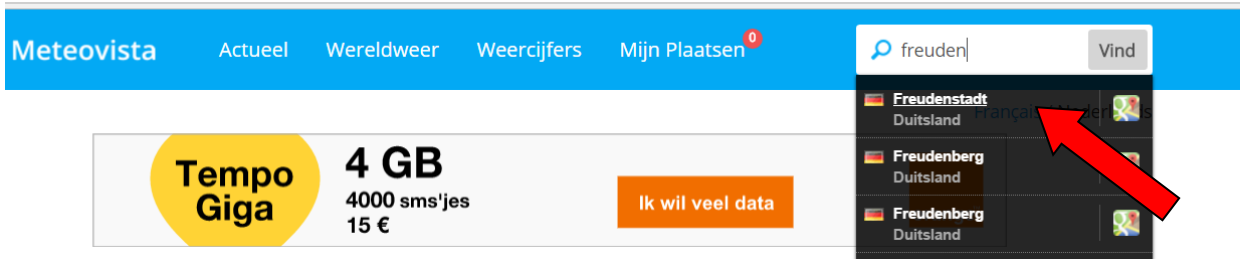 Meteovista Actueel Wereldweer Weercijfers Mijn Plaatsen 0 freuden Vind
Freudenstadt
Duitsland
Freudenberg
Duitsland
Freudenberg
Duitsland
Tempo
Giga
4 GB
4000 sms'jes
15 €
Ik wil veel data